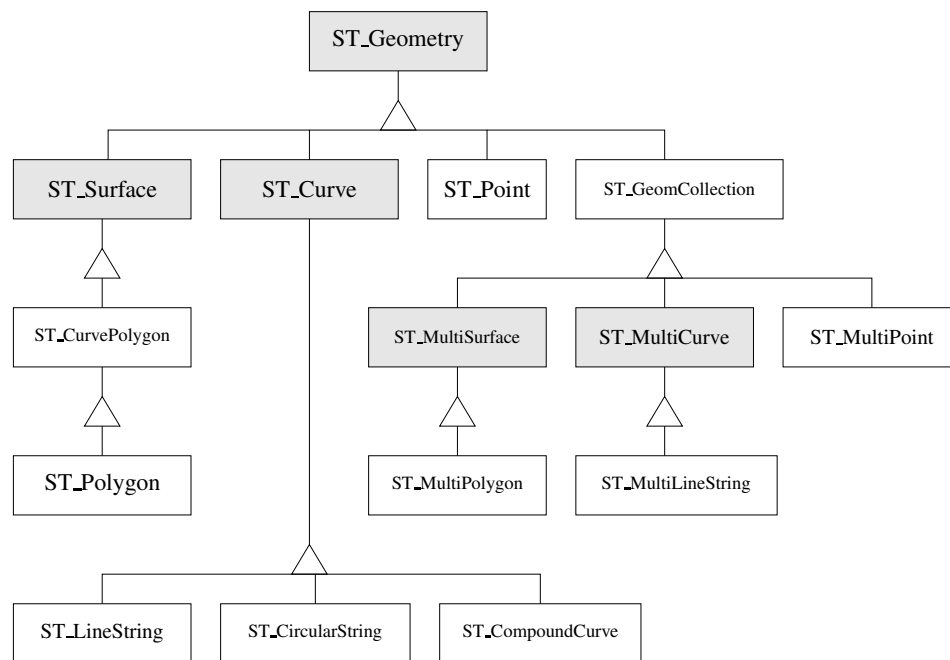 ST_Geometry
ST_Surface
ST_Curve
ST_Point
ST_GeomCollection
ST_CurvePolygon
ST_MultiSurface
ST_MultiCurve
ST_MultiPoint
ST_Polygon
ST_MultiPolygon
ST_MultiLineString
ST_LineString
ST_CircularString
ST_CompoundCurve